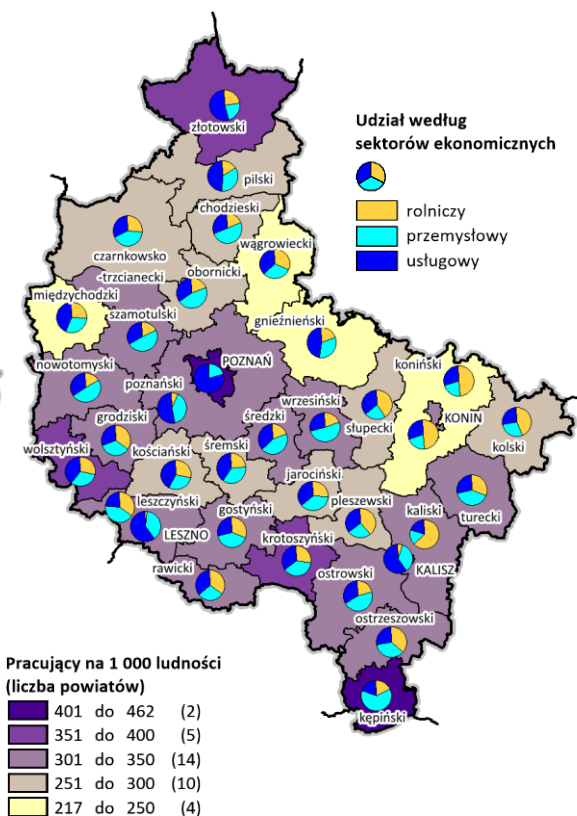 złotowski
Udział według
sektorów ekonomicznych
rolniczy
przemysłowy
usługowy
pilski
chodzieski
wągrowiecki
czarnkowsko
-trzcianecki
obornicki
międzychodzki
szamotulski
gnieźnieński
koniński
nowotomyski
poznański
POZNAŃ
wrzesiński
KONIN
grodziski
średzki
słupecki
kolski
wolsztyński
kościański
śremski
jarociński
leszczyński
pleszewski
kaliski
turecki
LESZNO
gostyński
krotoszyński
rawicki
ostrowski
KALISZ
ostrzeszowski
kępiński
Pracujący na 1 000 ludności
(liczba powiatów)
401 do 462 (2)
351 do 400 (5)
301 do 350 (14)
251 do 300 (10)
217 do 250 (4)